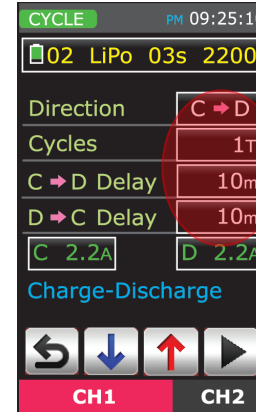 CYCLE PM 09:25:10
02 LiPo 03s 2200
Direction C ➡ D
Cycles 1T
C ➡ D Delay 10m
D ➡ C Delay 10m
C 2.2A D 2.2A
Charge-Discharge
CH1 CH2